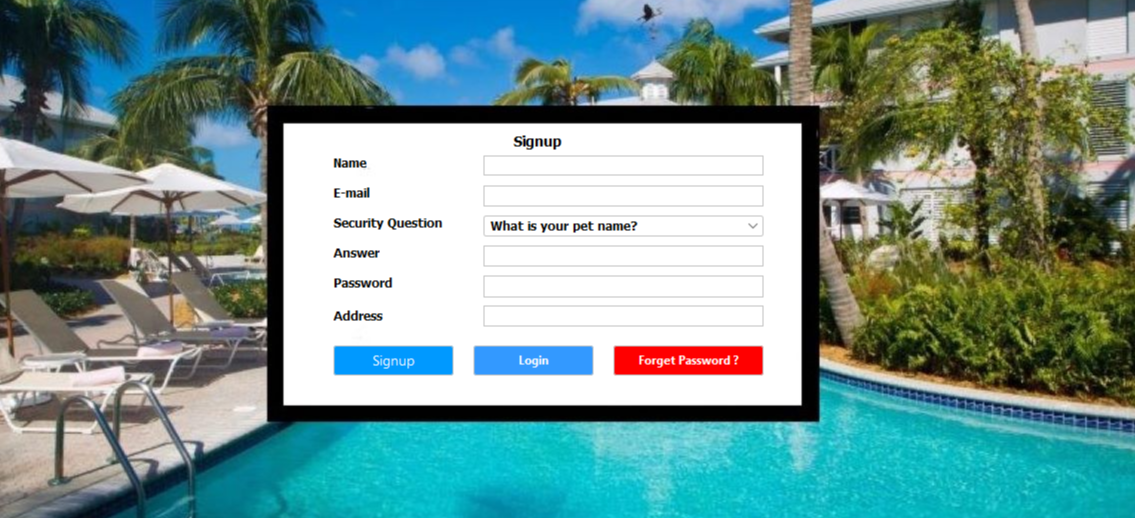 Signup
Name
E-mail
Security Question What is your pet name?
Answer
Password
Address
Signup Login Forget Password ?